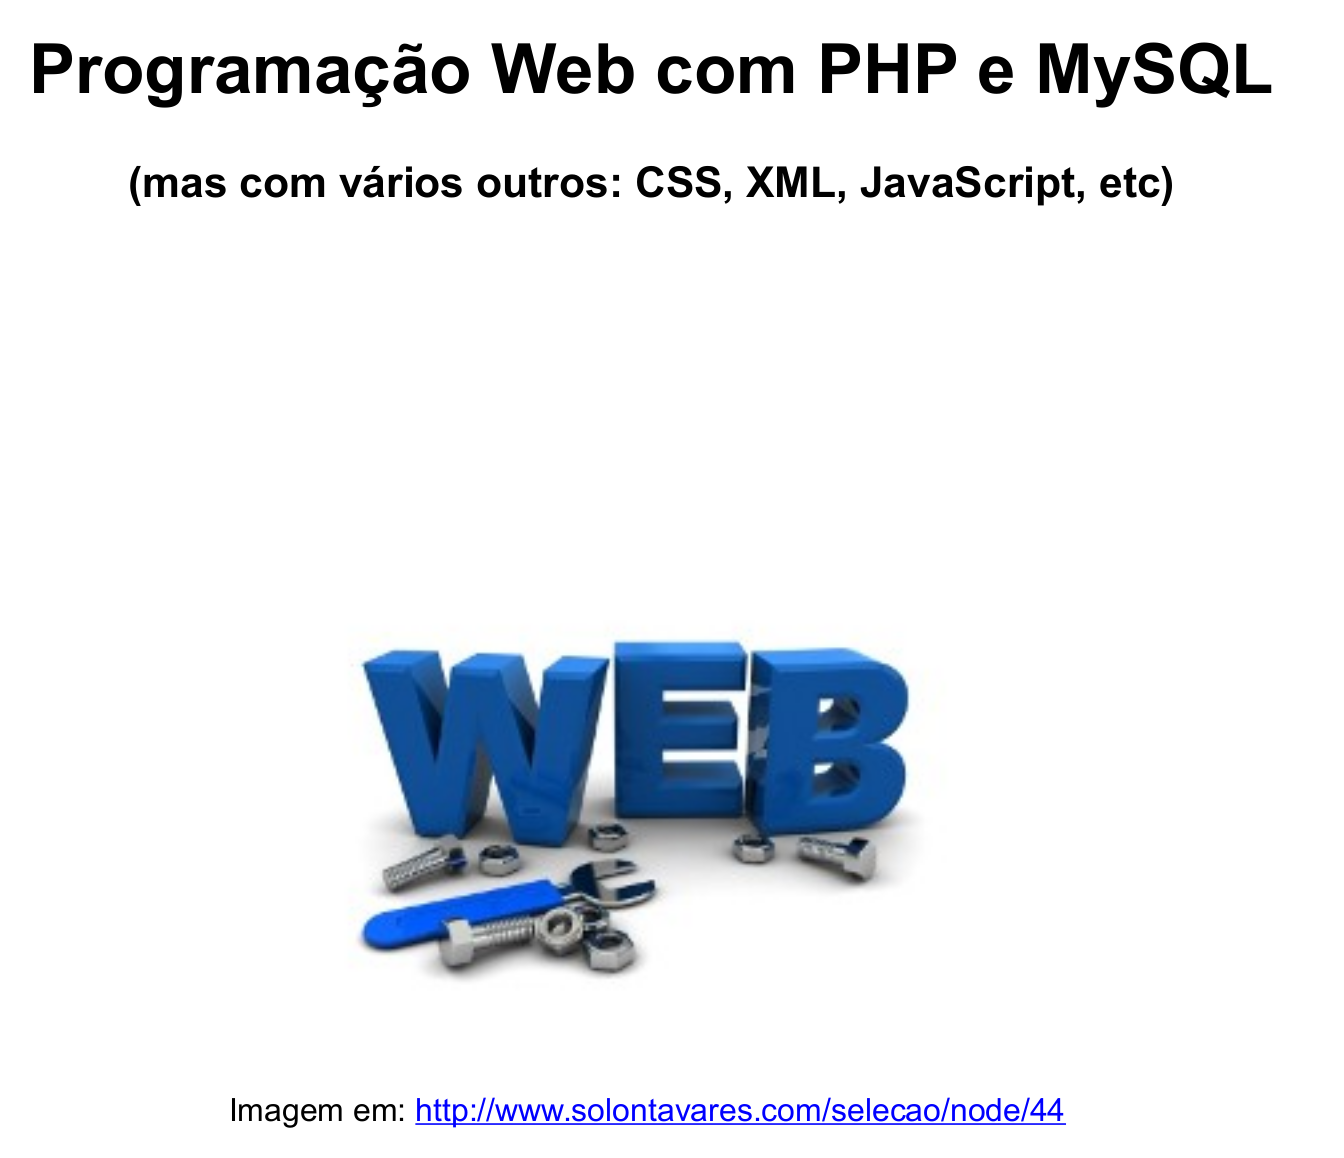 Programação Web com PHP e MySQL
(mas com vários outros: CSS, XML, JavaScript, etc)
WEB
Imagem em: http://www.solontavares.com/selecao/node/44